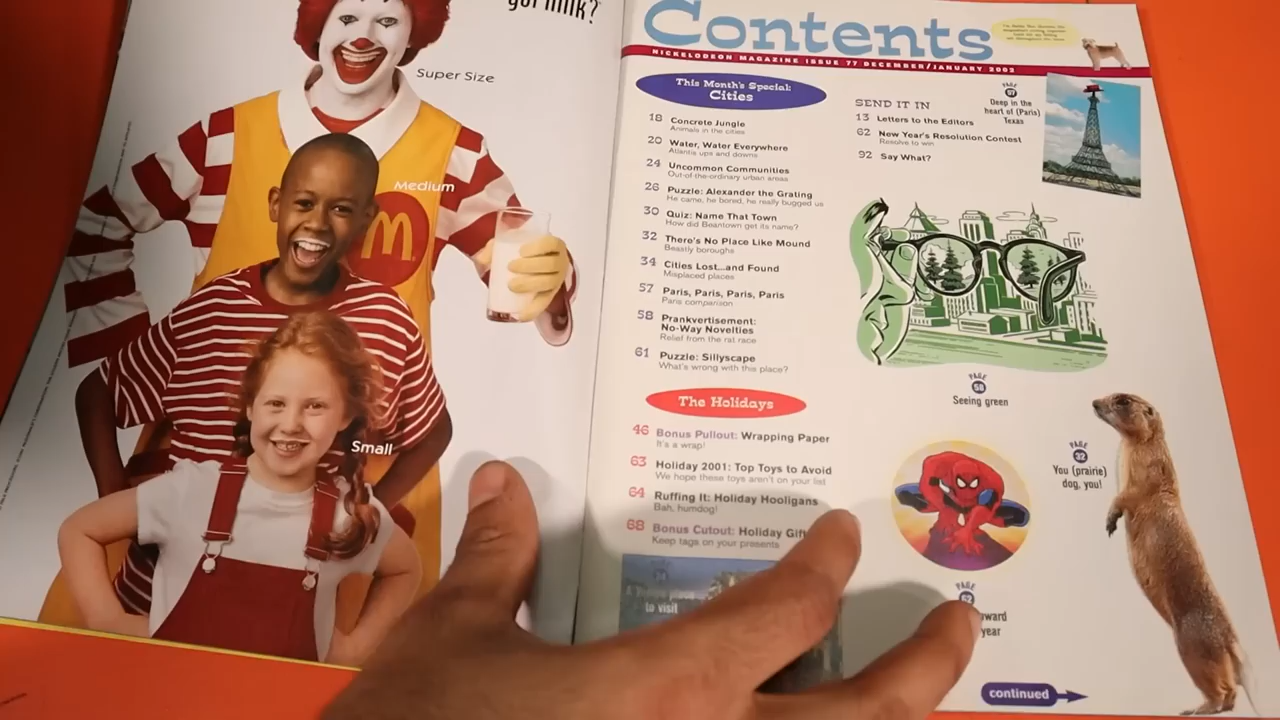 got milk?
Super Size
Medium
Small
Contents
NICKELODEON MAGAZINE ISSUE 77 DECEMBER/JANUARY 2002
This Month's Special:
Cities
18 Concrete Jungle
Animals in the cities
20 Water, Water Everywhere
Atlantis ups and downs
24 Uncommon Communities
Out-of-the-ordinary urban areas
26 Puzzle: Alexander the Grating
He came, he bored, he really bugged us
30 Quiz: Name That Town
How did Beantown get its name?
32 There's No Place Like Mound
Beastly boroughs
34 Cities Lost...and Found
Misplaced places
57 Paris, Paris, Paris, Paris
Paris comparison
58 Prankvertisement:
No-Way Novelties
Relief from the rat race
61 Puzzle: Sillyscape
What's wrong with this place?
The Holidays
46 Bonus Pullout: Wrapping Paper
It's a wrap!
63 Holiday 2001: Top Toys to Avoid
We hope these toys aren't on your list
64 Ruffing It: Holiday Hooligans
Bah, humdog!
68 Bonus Cutout: Holiday Gif
Keep tags on your presents
to visit
SEND IT IN
13 Letters to the Editors
62 New Year's Resolution Contest
Resolve to win
92 Say What?
PAGE
57
Deep in the
heart of (Paris)
Texas
PAGE
58
Seeing green
PAGE
32
You (prairie)
dog, you!
PAGE
62
ward
year
continued